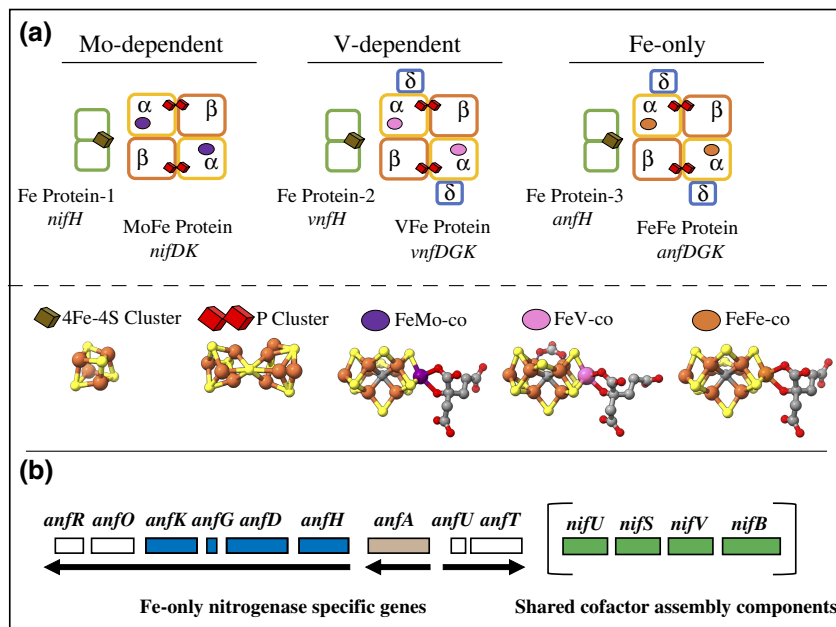 (a)
Mo-dependent
V-dependent
Fe-only
δ
δ
α
β
α
β
α
β
β
α
β
α
β
α
δ
δ
Fe Protein-1
nifH
MoFe Protein
nifDK
Fe Protein-2
vnfH
VFe Protein
vnfDGK
Fe Protein-3
anfH
FeFe Protein
anfDGK
4Fe-4S Cluster
P Cluster
FeMo-co
FeV-co
FeFe-co
(b)
anfR anfO anfK anfG anfD anfH anfA anfU anfT
nifU nifS nifV nifB
Fe-only nitrogenase specific genes
Shared cofactor assembly components